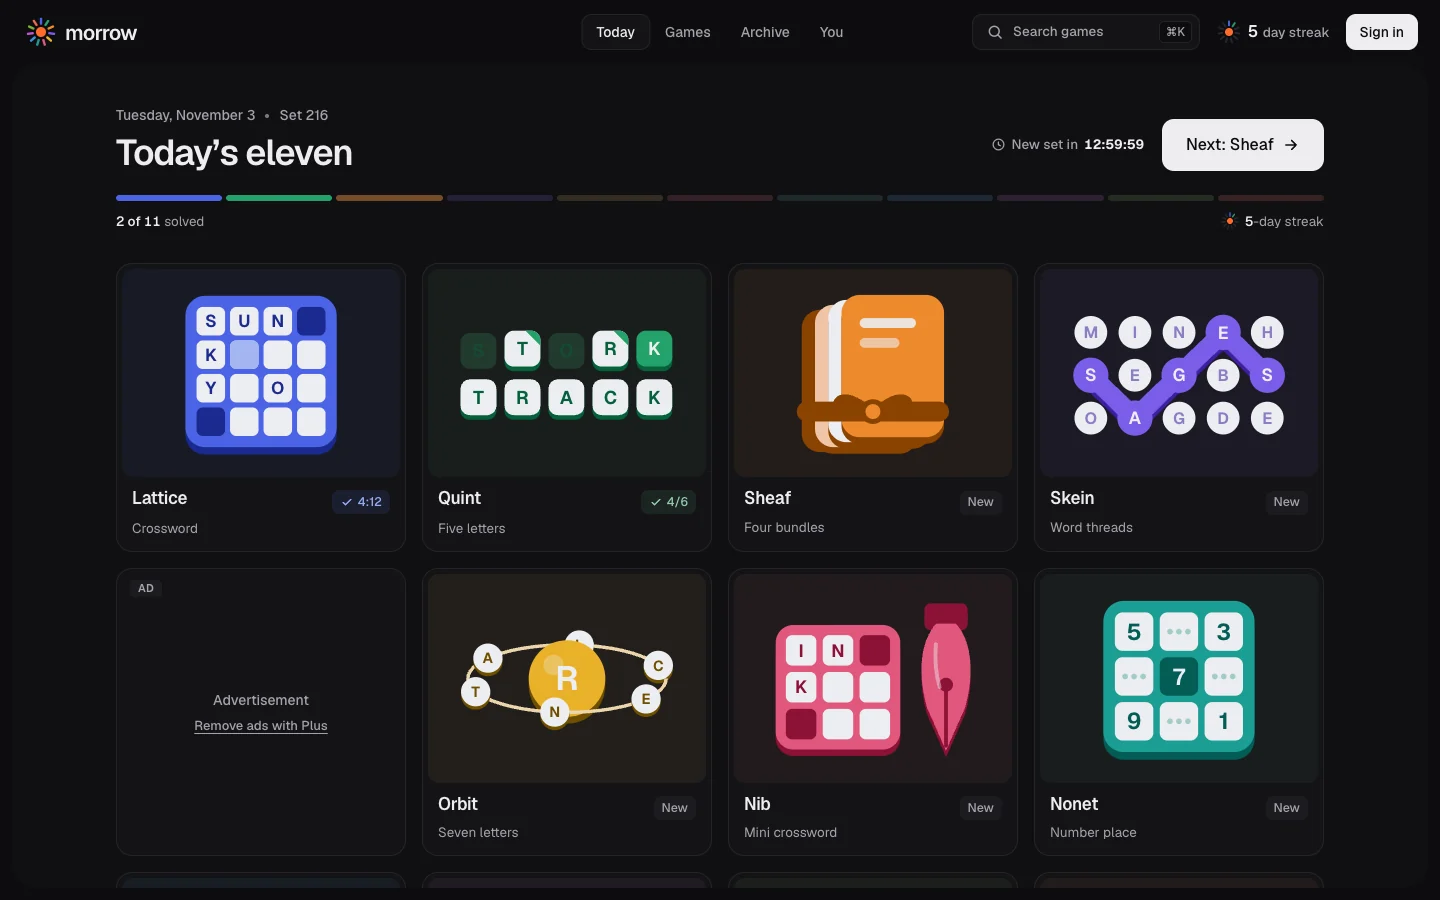 morrow
Today
Games
Archive
You
Search games
⌘K
5 day streak
Sign in
Tuesday, November 3 • Set 216
Today’s eleven
New set in 12:59:59
Next: Sheaf →
2 of 11 solved
5-day streak
S U N
K
Y O
S T O R K
T R A C K
M I N E H
S E G B S
O A G D E
Lattice
✓ 4:12
Crossword
Quint
✓ 4/6
Five letters
Sheaf
New
Four bundles
Skein
New
Word threads
AD
Advertisement
Remove ads with Plus
A
C
T
R
E
N
I N
K
5 3
7
9 1
Orbit
New
Seven letters
Nib
New
Mini crossword
Nonet
New
Number place